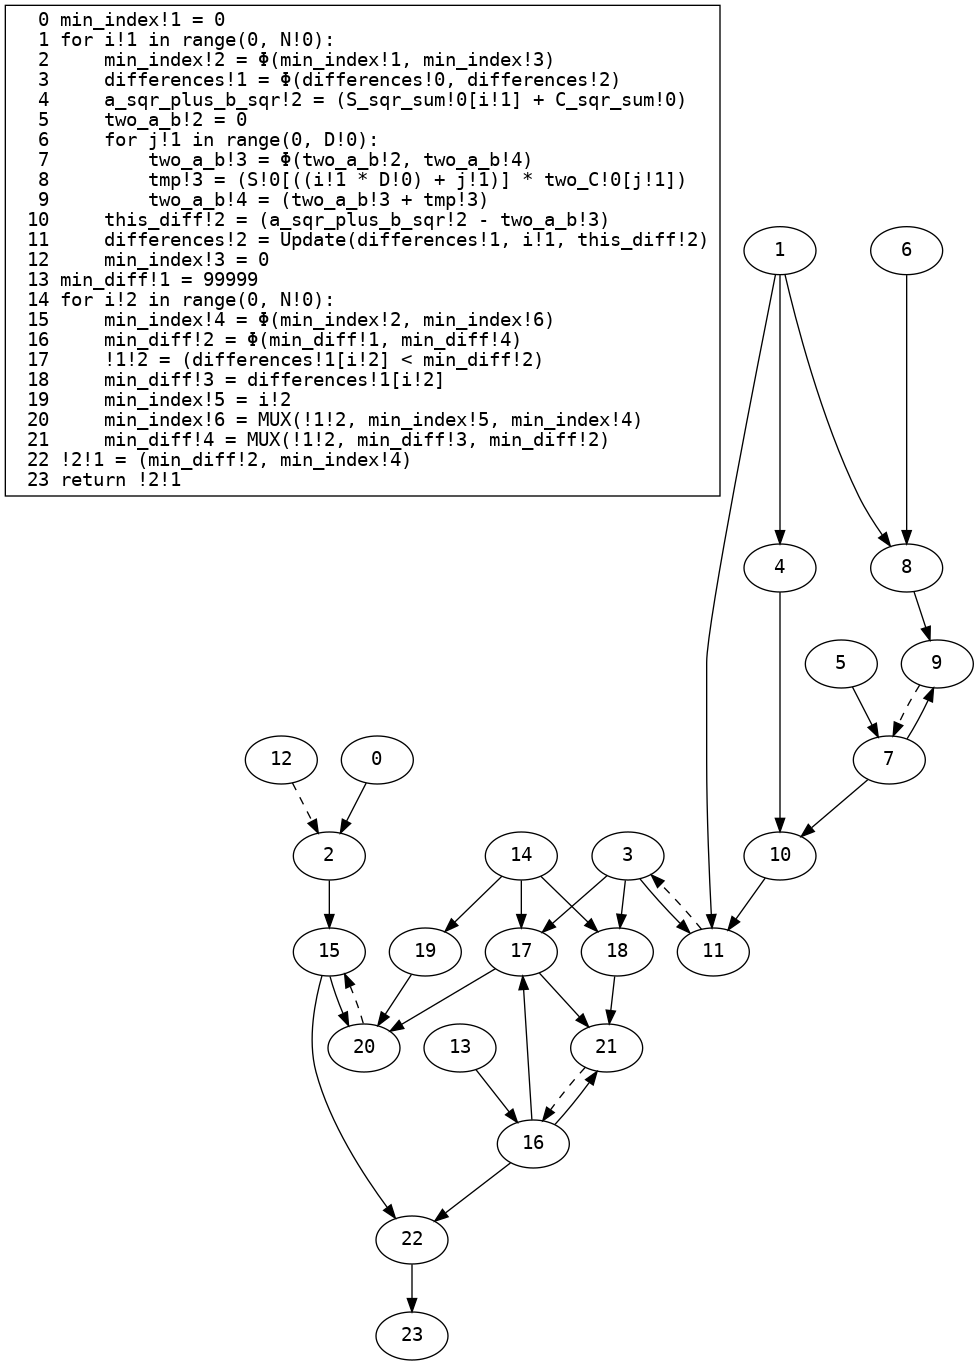 0 min_index!1 = 0
1 for i!1 in range(0, N!0):
2     min_index!2 = Φ(min_index!1, min_index!3)
3     differences!1 = Φ(differences!0, differences!2)
4     a_sqr_plus_b_sqr!2 = (S_sqr_sum!0[i!1] + C_sqr_sum!0)
5     two_a_b!2 = 0
6     for j!1 in range(0, D!0):
7         two_a_b!3 = Φ(two_a_b!2, two_a_b!4)
8         tmp!3 = (S!0[((i!1 * D!0) + j!1)] * two_C!0[j!1])
9         two_a_b!4 = (two_a_b!3 + tmp!3)
10     this_diff!2 = (a_sqr_plus_b_sqr!2 - two_a_b!3)
11     differences!2 = Update(differences!1, i!1, this_diff!2)
12     min_index!3 = 0
13 min_diff!1 = 99999
14 for i!2 in range(0, N!0):
15     min_index!4 = Φ(min_index!2, min_index!6)
16     min_diff!2 = Φ(min_diff!1, min_diff!4)
17     !1!2 = (differences!1[i!2] < min_diff!2)
18     min_diff!3 = differences!1[i!2]
19     min_index!5 = i!2
20     min_index!6 = MUX(!1!2, min_index!5, min_index!4)
21     min_diff!4 = MUX(!1!2, min_diff!3, min_diff!2)
22 !2!1 = (min_diff!2, min_index!4)
23 return !2!1
1 6
4 8
5 9
12 0 7
2 14 3 10
15 19 17 18 11
20 13 21
16
22
23